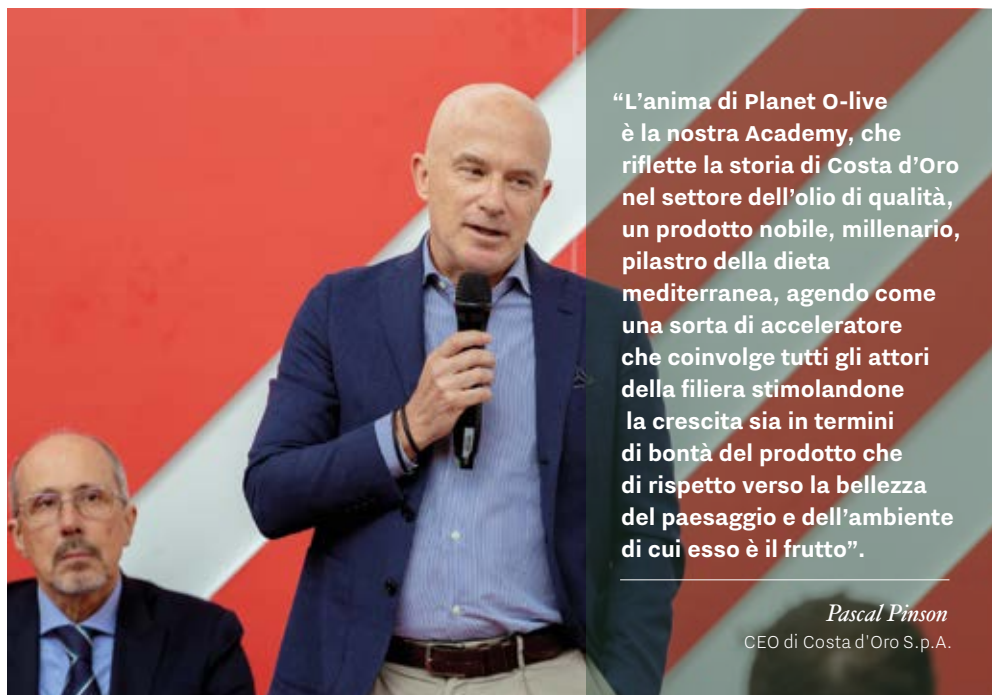 “L’anima di Planet O-live
è la nostra Academy, che
riflette la storia di Costa d’Oro
nel settore dell’olio di qualità,
un prodotto nobile, millenario,
pilastro della dieta
mediterranea, agendo come
una sorta di acceleratore
che coinvolge tutti gli attori
della filiera stimolandone
la crescita sia in termini
di bontà del prodotto che
di rispetto verso la bellezza
del paesaggio e dell’ambiente
di cui esso è il frutto”.
Pascal Pinson
CEO di Costa d’Oro S.p.A.